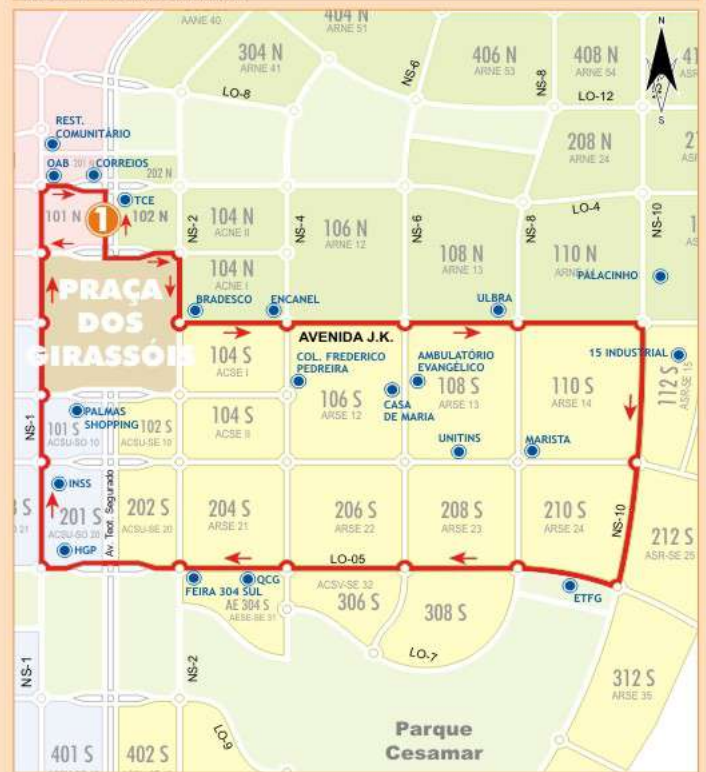 AANE 40
404 N
ARNE 51
304 N
ARNE 41
NS-6
406 N
ARNE 53
408 N
ARNE 54
N
S
NS-8
LO-8
LO-12
REST.
COMUNITÁRIO
OAB
CORREIOS
202 N
208 N
ARNE 24
TCE
101 N
1
102 N
NS-2
104 N
ACNE II
NS-4
106 N
ARNE 12
NS-6
NS-8
LO-4
NS-10
108 N
ARNE 13
110 N
PALACINHO
104 N
ACNE I
PRAÇA
DOS
GIRASSÓIS
BRADESCO
ENCANEL
ULBRA
AVENIDA J.K.
104 S
ACSE I
COL. FREDERICO
PEDREIRA
AMBULATÓRIO
EVANGÉLICO
15 INDUSTRIAL
106 S
ARSE 12
CASA
DE MARIA
108 S
ARSE 13
110 S
ARSE 14
112 S
ASR-SE 15
NS-1
PALMAS
SHOPPING
101 S
ACSU-SO 10
102 S
ACSU-SE 10
104 S
ACSE II
UNITINS
MARISTA
INSS
201 S
ACSU-SO 20
HGP
Av. Teot. Segurado
202 S
ACSU-SE 20
204 S
ARSE 21
206 S
ARSE 22
208 S
ARSE 23
210 S
ARSE 24
NS-10
212 S
ASR-SE 25
LO-05
FEIRA 304 SUL
QCG
AE 304 S
AESE-SE 31
ACSV-SE 32
306 S
308 S
ETFG
NS-1
NS-2
LO-7
312 S
ARSE 35
LO-9
Parque
Cesamar
401 S
402 S